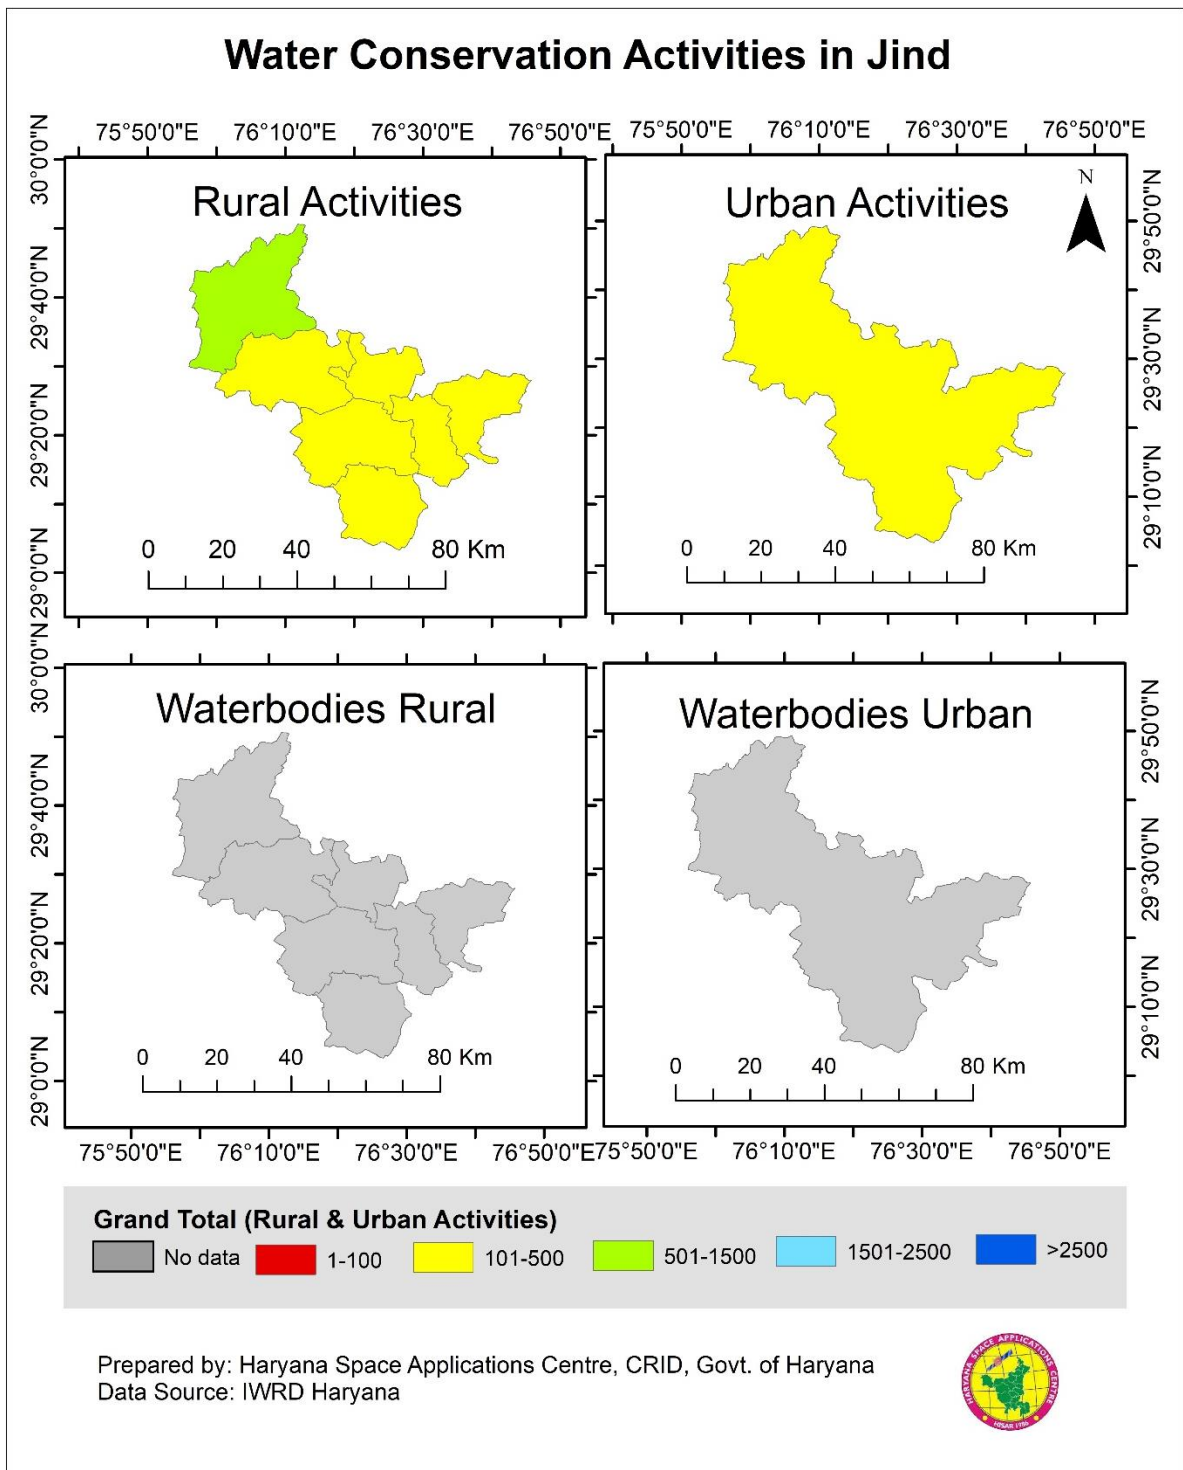 Water Conservation Activities in Jind
75°50'0"E 76°10'0"E 76°30'0"E 76°50'0"E
75°50'0"E 76°10'0"E 76°30'0"E 76°50'0"E
30°0'0"N
29°40'0"N
29°20'0"N
29°0'0"N
Rural Activities
0 20 40 80 Km
Urban Activities
N
0 20 40 80 Km
29°50'0"N
29°30'0"N
29°10'0"N
30°0'0"N
29°40'0"N
29°20'0"N
29°0'0"N
Waterbodies Rural
0 20 40 80 Km
Waterbodies Urban
0 20 40 80 Km
29°50'0"N
29°30'0"N
29°10'0"N
75°50'0"E 76°10'0"E 76°30'0"E 76°50'0"E
75°50'0"E 76°10'0"E 76°30'0"E 76°50'0"E
Grand Total (Rural & Urban Activities)
No data 1-100 101-500 501-1500 1501-2500 >2500
Prepared by: Haryana Space Applications Centre, CRID, Govt. of Haryana
Data Source: IWRD Haryana
HARYANA SPACE APPLICATIONS CENTRE
HISAR 1986